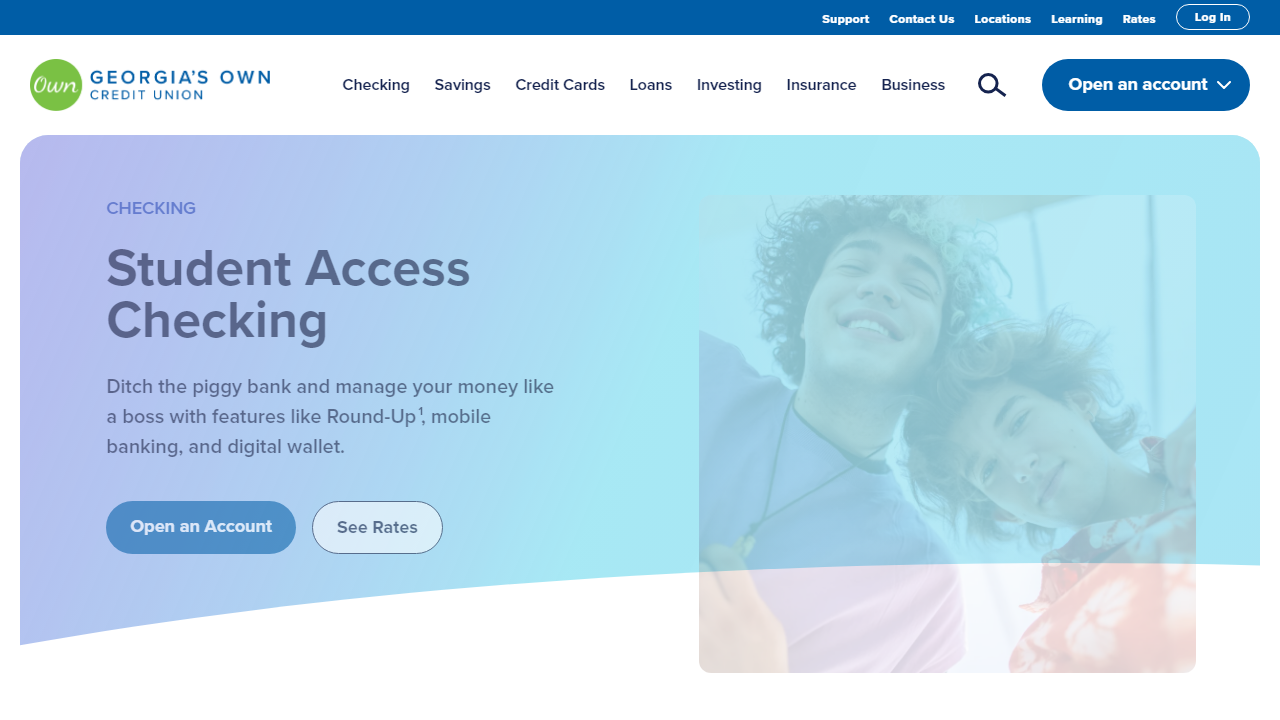 Support Contact Us Locations Learning Rates Log In
Own GEORGIA'S OWN
CREDIT UNION
Checking Savings Credit Cards Loans Investing Insurance Business Open an account
CHECKING
Student Access
Checking
Ditch the piggy bank and manage your money like
a boss with features like Round-Up¹, mobile
banking, and digital wallet.
Open an Account See Rates